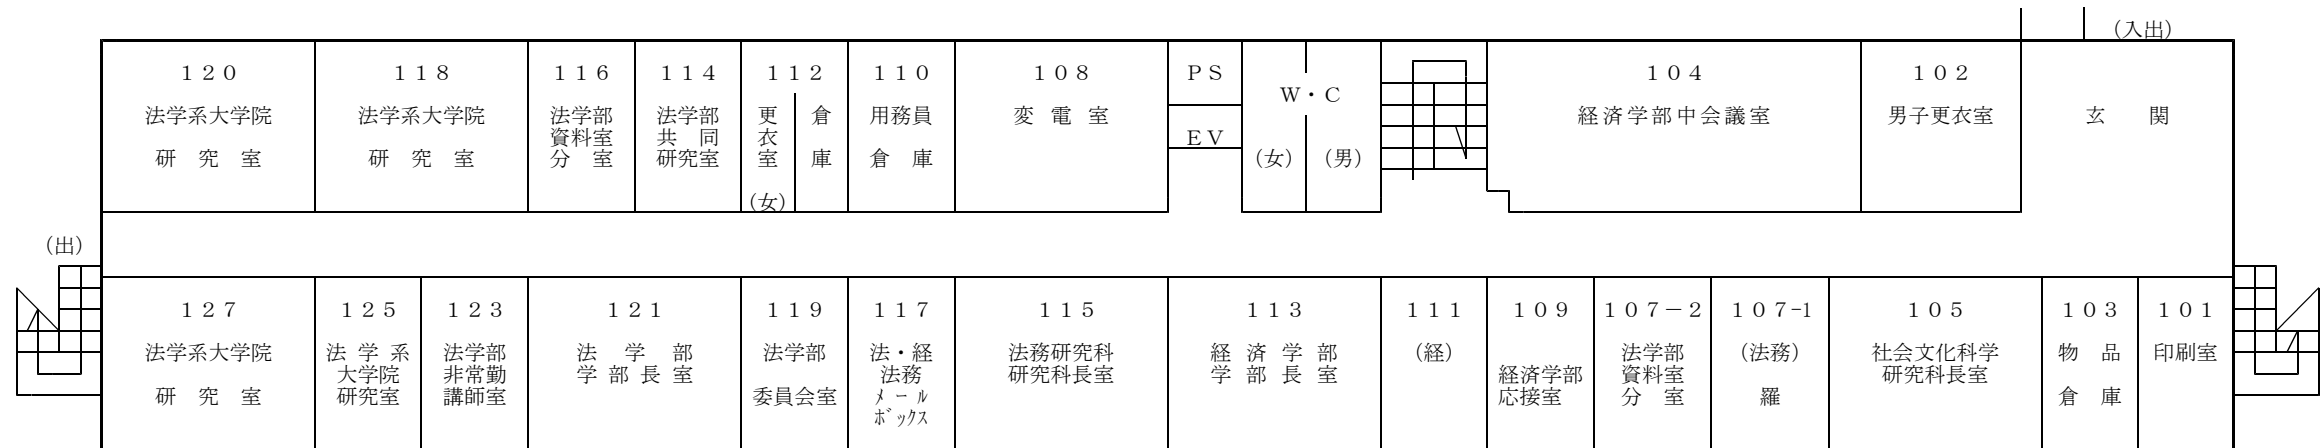 （入出）
１２０
法学系大学院
研　究　室
１１８
法学系大学院
研　究　室
１１６
法学部
資料室
分　室
１１４
法学部
共　同
研究室
１１２
更衣室
（女）
倉庫
１１０
用務員
倉　庫
１０８
変　電　室
ＰＳ
ＥＶ
Ｗ・Ｃ
（女）
（男）
１０４
経済学部中会議室
１０２
男子更衣室
玄　　関
（出）
１２７
法学系大学院
研　究　室
１２５
法 学 系
大学院
研究室
１２３
法学部
非常勤
講師室
１２１
法　学　部
学 部 長 室
１１９
法学部
委員会室
１１７
法・経
法務
ﾒｰﾙ
ﾎﾞｯｸｽ
１１５
法務研究科
研究科長室
１１３
経 済 学 部
学 部 長 室
１１１
（経）
１０９
経済学部
応接室
１０７－２
法学部
資料室
分　室
１０７-1
（法務）
羅
１０５
社会文化科学
研究科長室
１０３
物　品
倉　庫
１０１
印刷室